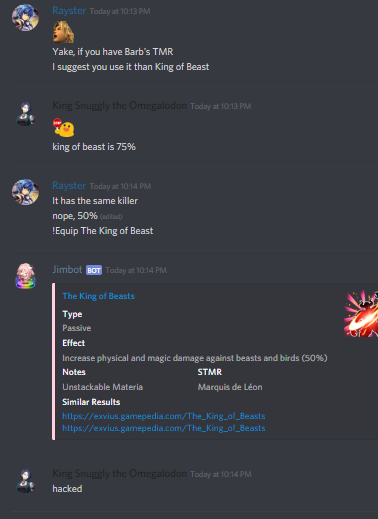 Rayster Today at 10:13 PM
Yake, if you have Barb's TMR
I suggest you use it than King of Beast
King Snuggly the Omegalodon Today at 10:13 PM
STOP
king of beast is 75%
Rayster Today at 10:14 PM
It has the same killer
nope, 50% (edited)
!Equip The King of Beast
Jimbot BOT Today at 10:14 PM
The King of Beasts
Type
Passive
Effect
Increase physical and magic damage against beasts and birds (50%)
Notes STMR
Unstackable Materia Marquis de Léon
Similar Results
https://exvius.gamepedia.com/The_King_of_Beasts
https://exvius.gamepedia.com/The_King_of_Beasts
King Snuggly the Omegalodon Today at 10:14 PM
hacked